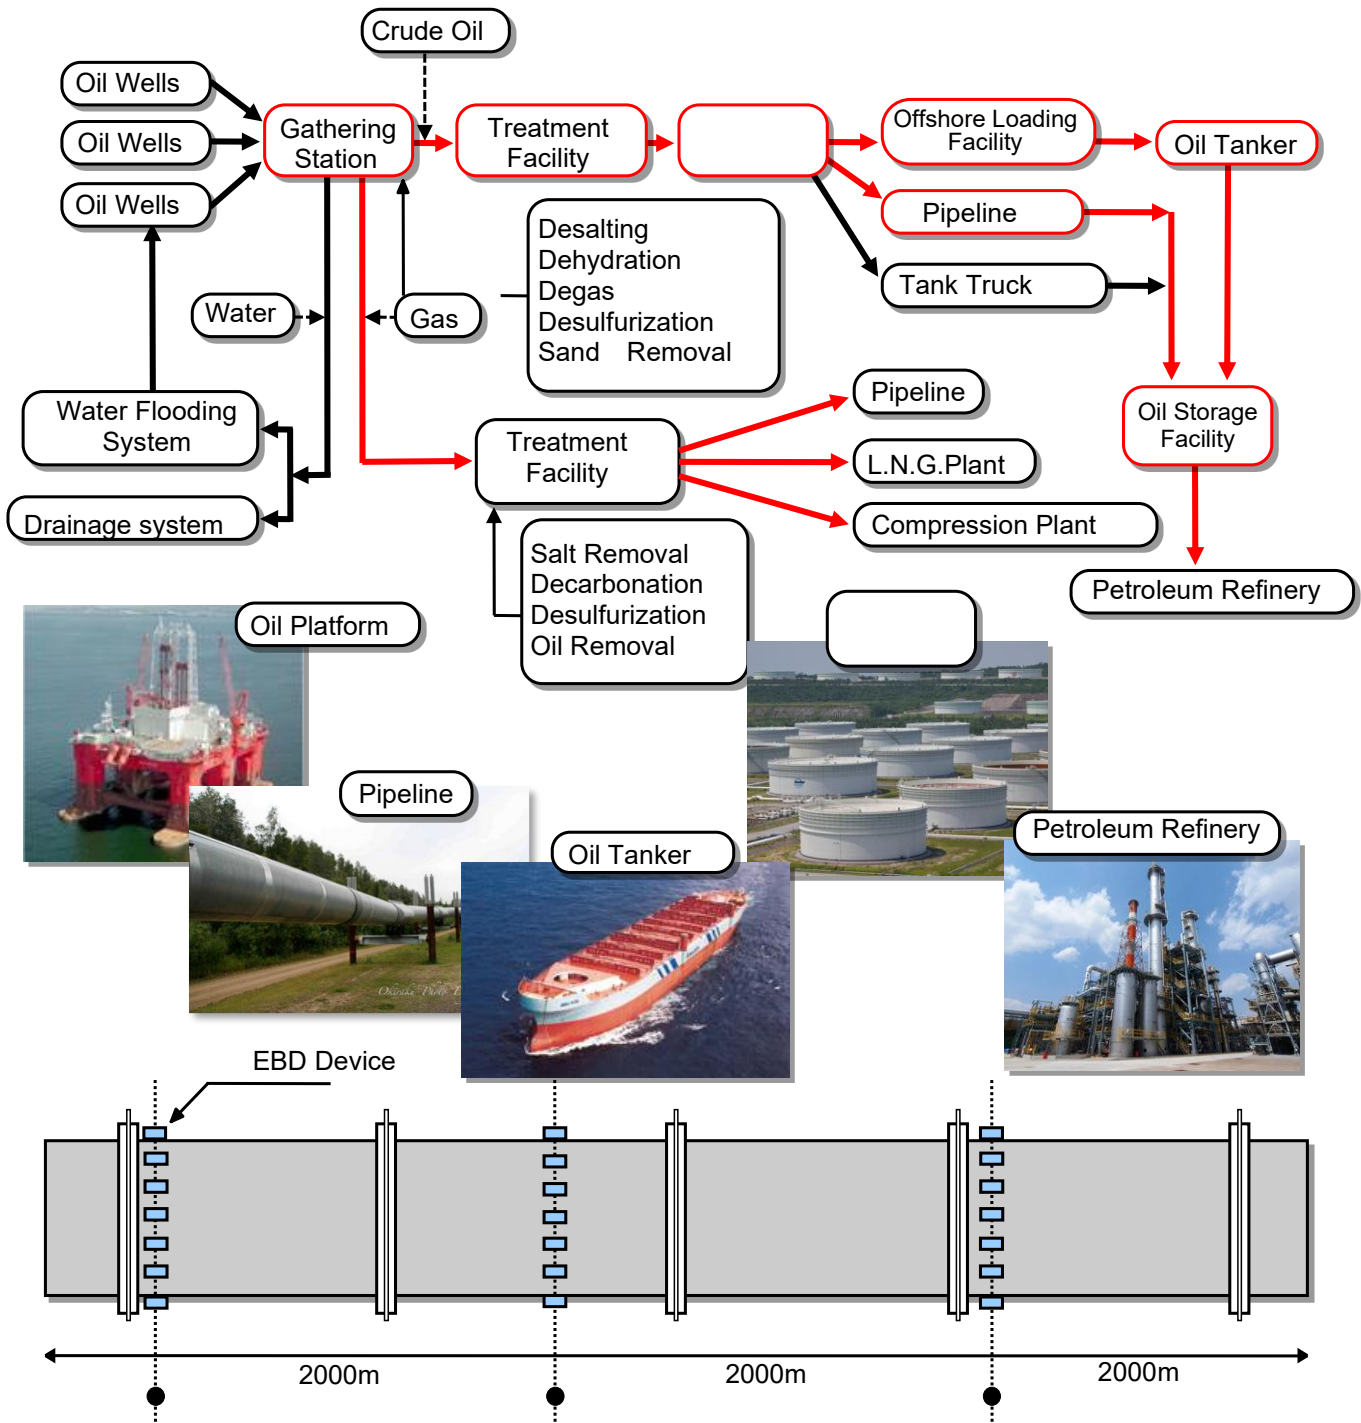 Crude Oil
Oil Wells
Oil Wells
Oil Wells
Gathering
Station
Treatment
Facility
Offshore Loading
Facility
Oil Tanker
Pipeline
Tank Truck
Desalting
Dehydration
Degas
Desulfurization
Sand Removal
Water
Gas
Water Flooding
System
Drainage system
Treatment
Facility
Pipeline
L.N.G.Plant
Compression Plant
Oil Storage
Facility
Petroleum Refinery
Salt Removal
Decarbonation
Desulfurization
Oil Removal
Oil Platform
Pipeline
Oil Tanker
Petroleum Refinery
EBD Device
2000m
2000m
2000m